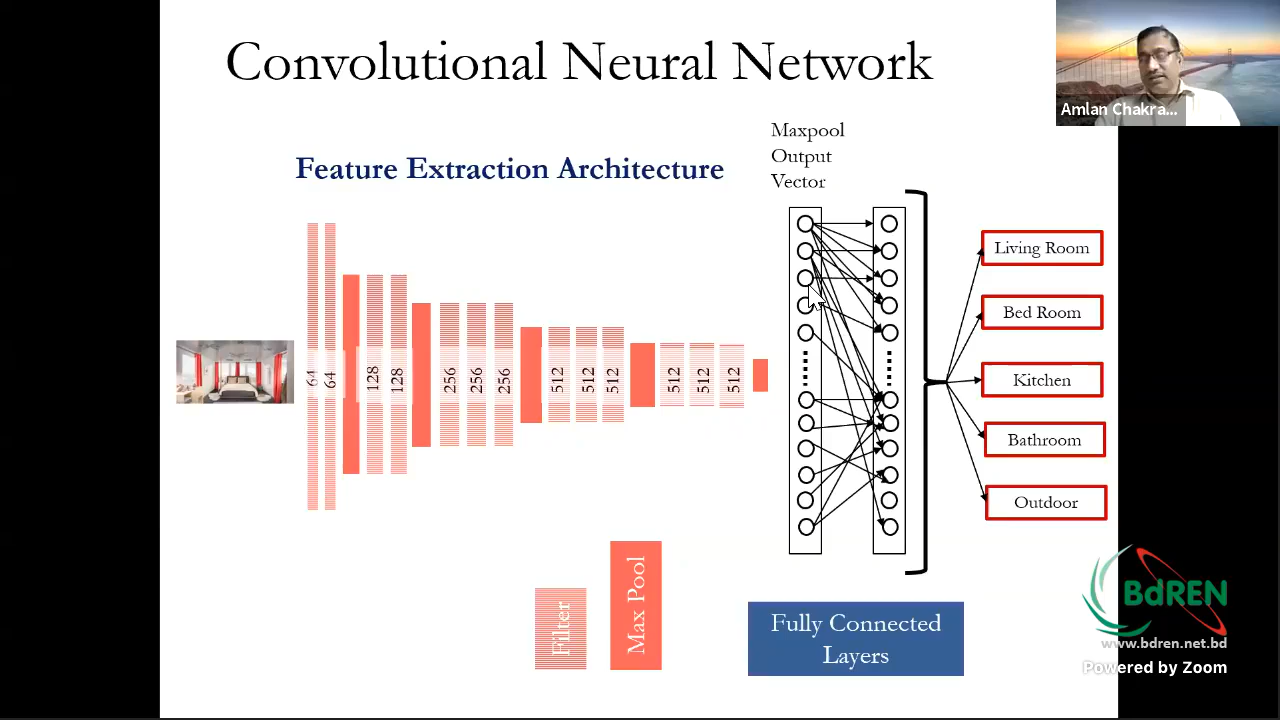 Convolutional Neural Network
Amlan Chakra...
Feature Extraction Architecture
Maxpool
Output
Vector
64
64
128
128
256
256
256
512
512
512
512
512
512
Living Room
Bed Room
Kitchen
Bathroom
Outdoor
Filter
Max Pool
Fully Connected
Layers
BdREN
www.bdren.net.bd
Powered by Zoom